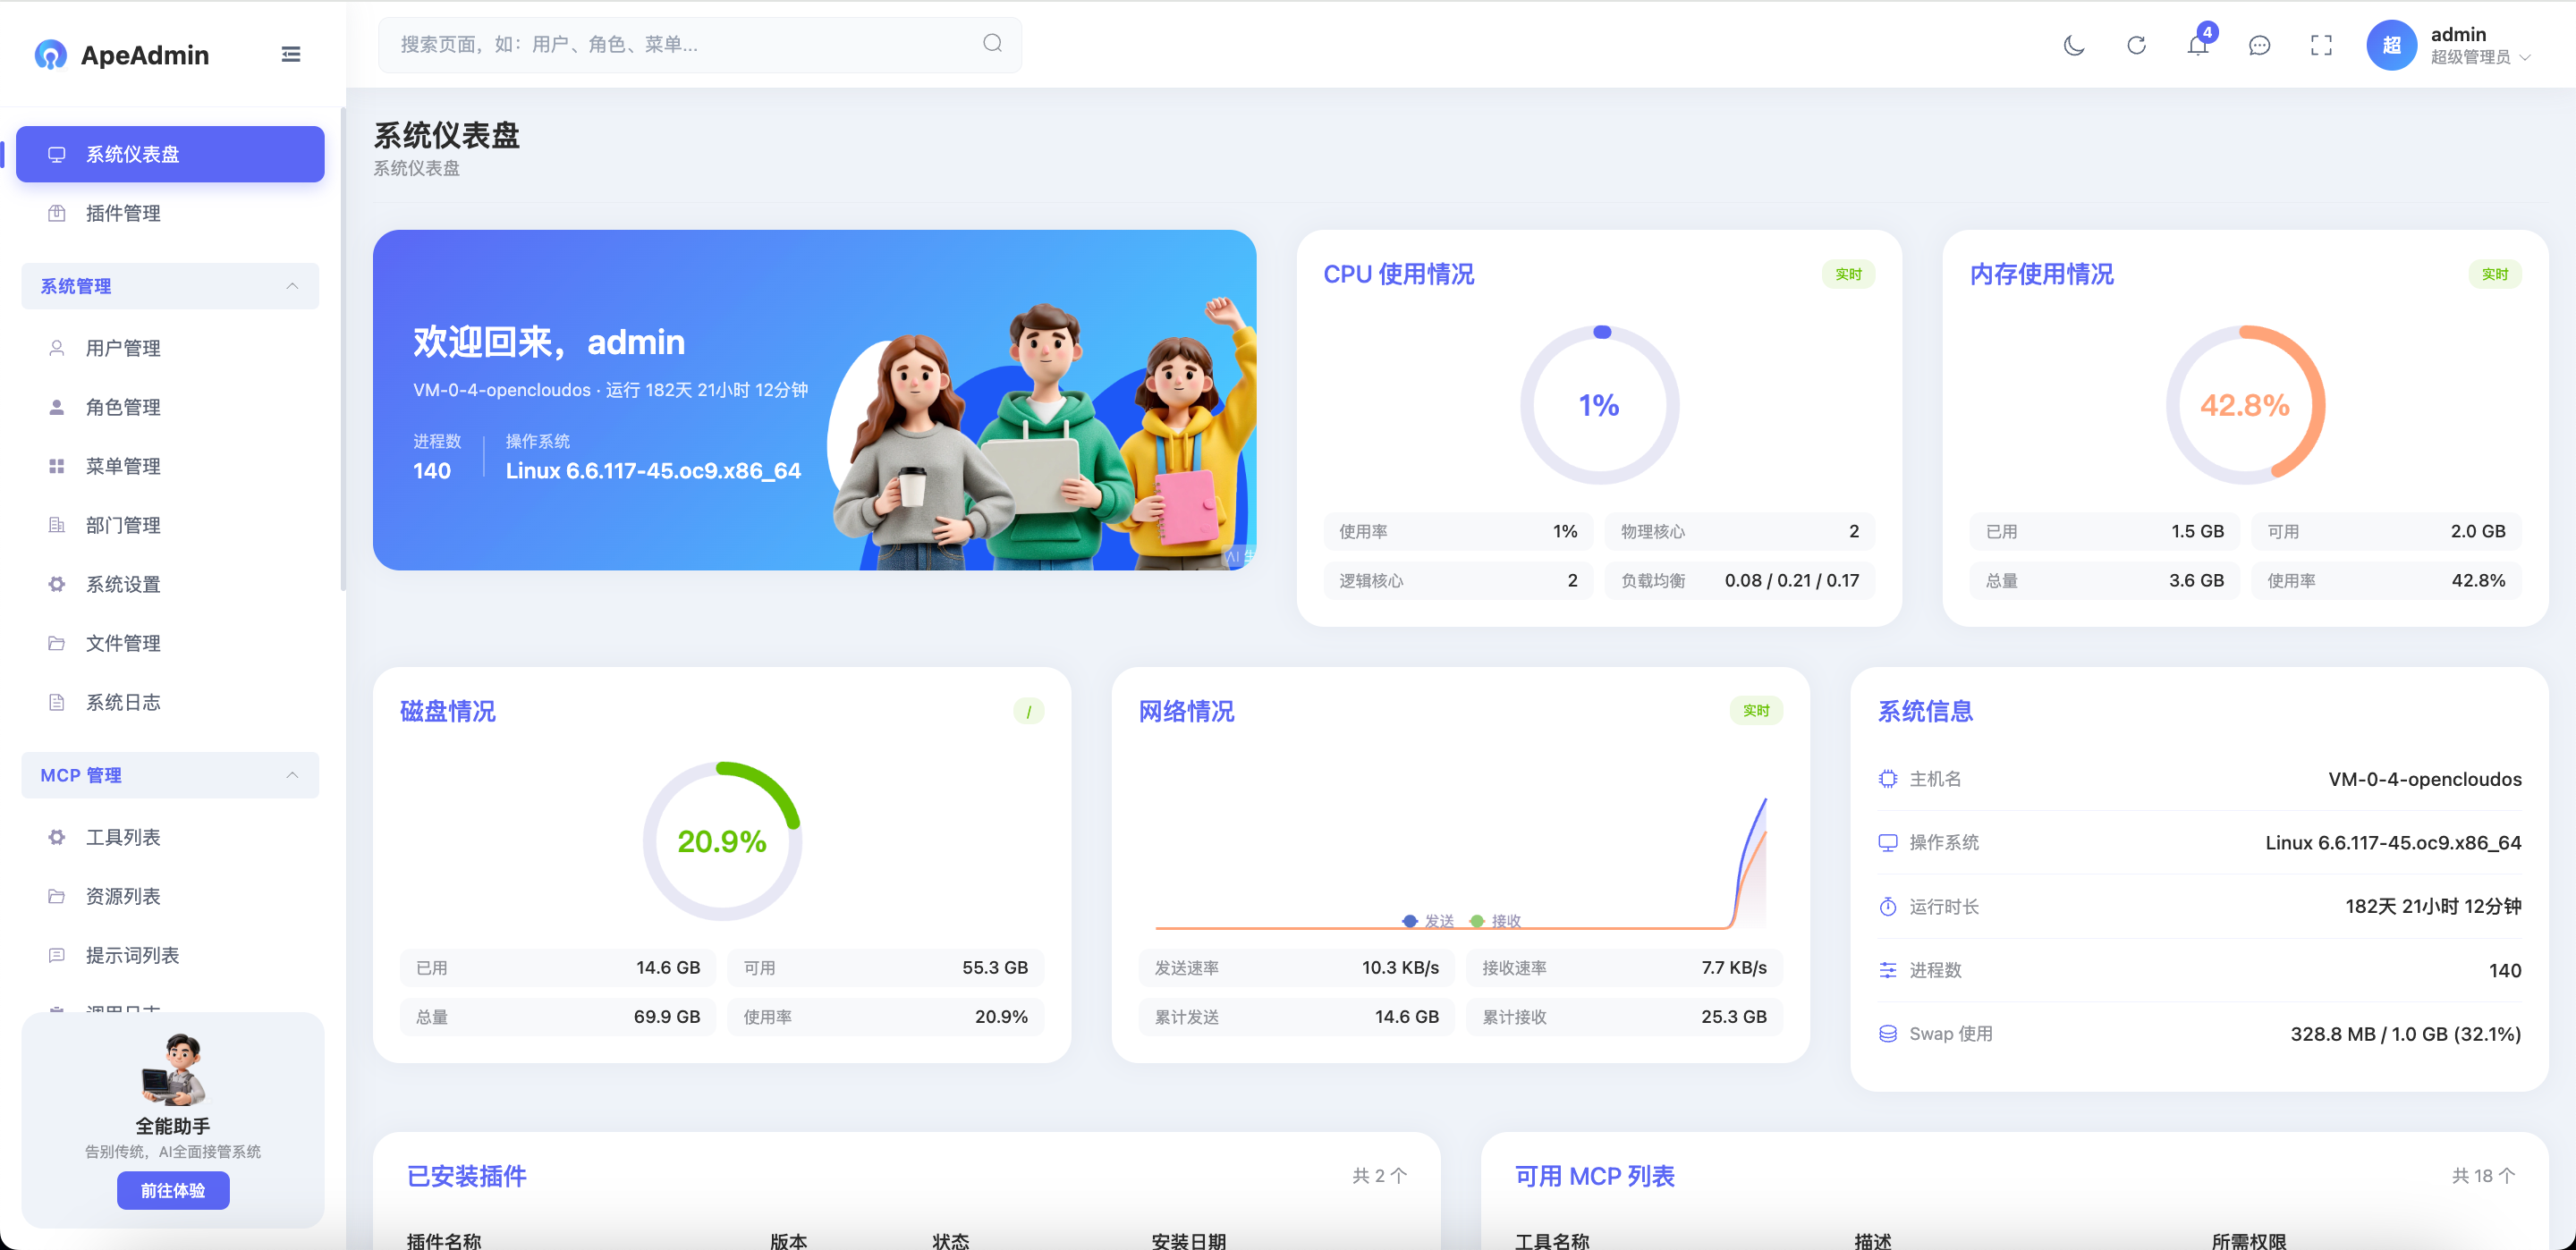 ApeAdmin
搜索页面，如：用户、角色、菜单...
4
超
admin
超级管理员
系统仪表盘
插件管理
系统管理
用户管理
角色管理
菜单管理
部门管理
系统设置
文件管理
系统日志
MCP 管理
工具列表
资源列表
提示词列表
调用日志
全能助手
告别传统，AI全面接管系统
前往体验
系统仪表盘
系统仪表盘
欢迎回来，admin
VM-0-4-opencloudos · 运行 182天 21小时 12分钟
进程数
140
操作系统
Linux 6.6.117-45.oc9.x86_64
AI 生
CPU 使用情况
实时
1%
使用率 1%
物理核心 2
逻辑核心 2
负载均衡 0.08 / 0.21 / 0.17
内存使用情况
实时
42.8%
已用 1.5 GB
可用 2.0 GB
总量 3.6 GB
使用率 42.8%
磁盘情况
/
20.9%
已用 14.6 GB
可用 55.3 GB
总量 69.9 GB
使用率 20.9%
网络情况
实时
发送 接收
发送速率 10.3 KB/s
接收速率 7.7 KB/s
累计发送 14.6 GB
累计接收 25.3 GB
系统信息
主机名 VM-0-4-opencloudos
操作系统 Linux 6.6.117-45.oc9.x86_64
运行时长 182天 21小时 12分钟
进程数 140
Swap 使用 328.8 MB / 1.0 GB (32.1%)
已安装插件
共 2 个
插件名称 版本 状态 安装日期
可用 MCP 列表
共 18 个
工具名称 描述 所需权限